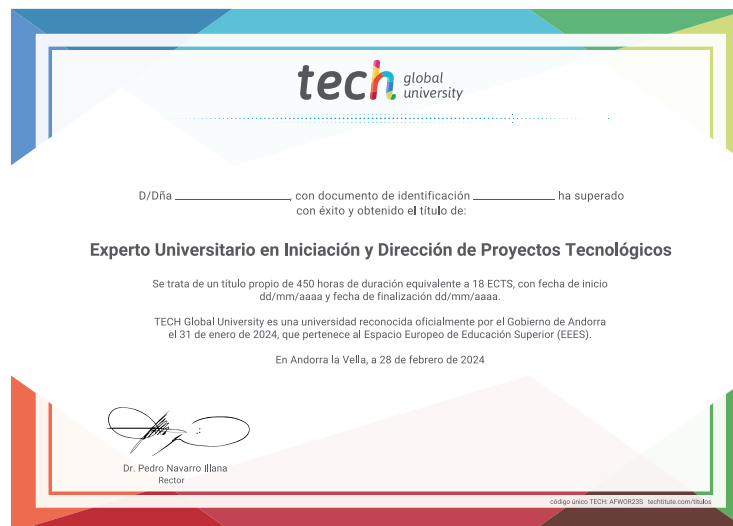 tech global
university
D/Dña ____________, con documento de identificación ____________ ha superado
con éxito y obtenido el título de:
Experto Universitario en Iniciación y Dirección de Proyectos Tecnológicos
Se trata de un título propio de 450 horas de duración equivalente a 18 ECTS, con fecha de inicio
dd/mm/aaaa y fecha de finalización dd/mm/aaaa.
TECH Global University es una universidad reconocida oficialmente por el Gobierno de Andorra
el 31 de enero de 2024, que pertenece al Espacio Europeo de Educación Superior (EEES).
En Andorra la Vella, a 28 de febrero de 2024
Dr. Pedro Navarro Illana
Rector
código único TECH: AFWOR23S techtitute.com/titulos